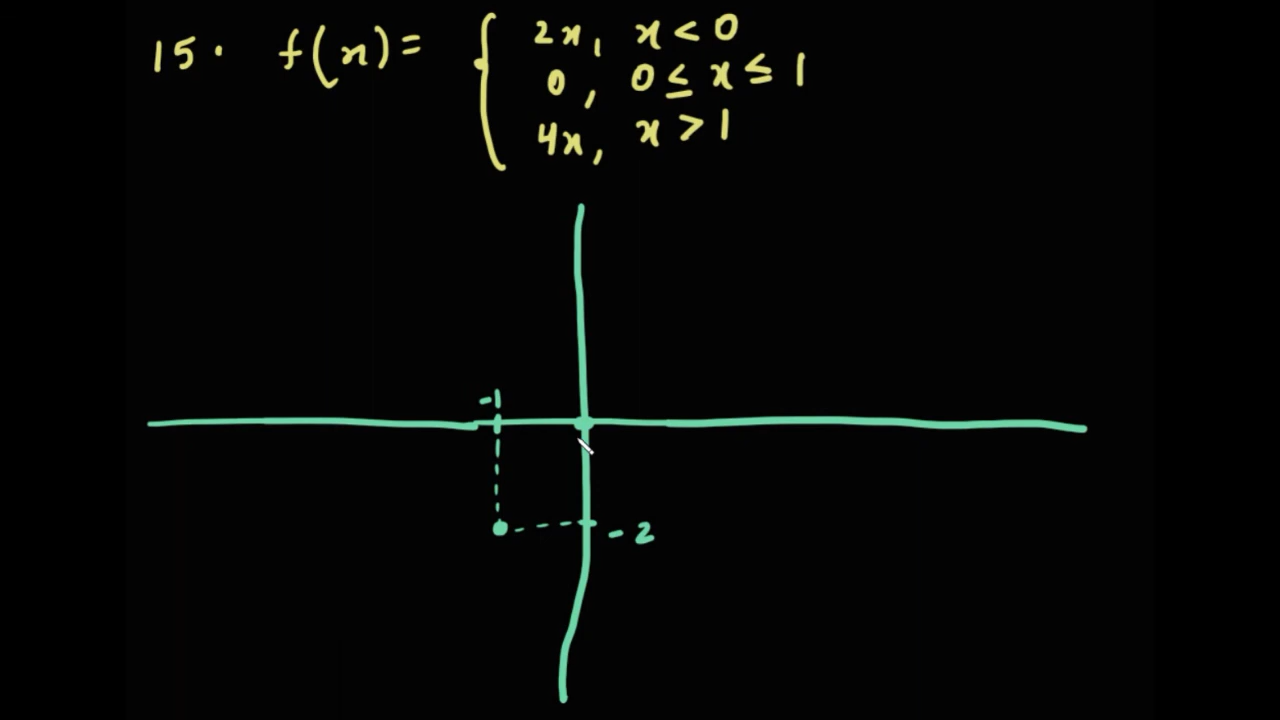 15. f(x) = { 2x, x < 0
0, 0 ≤ x ≤ 1
4x, x > 1
-1
-2